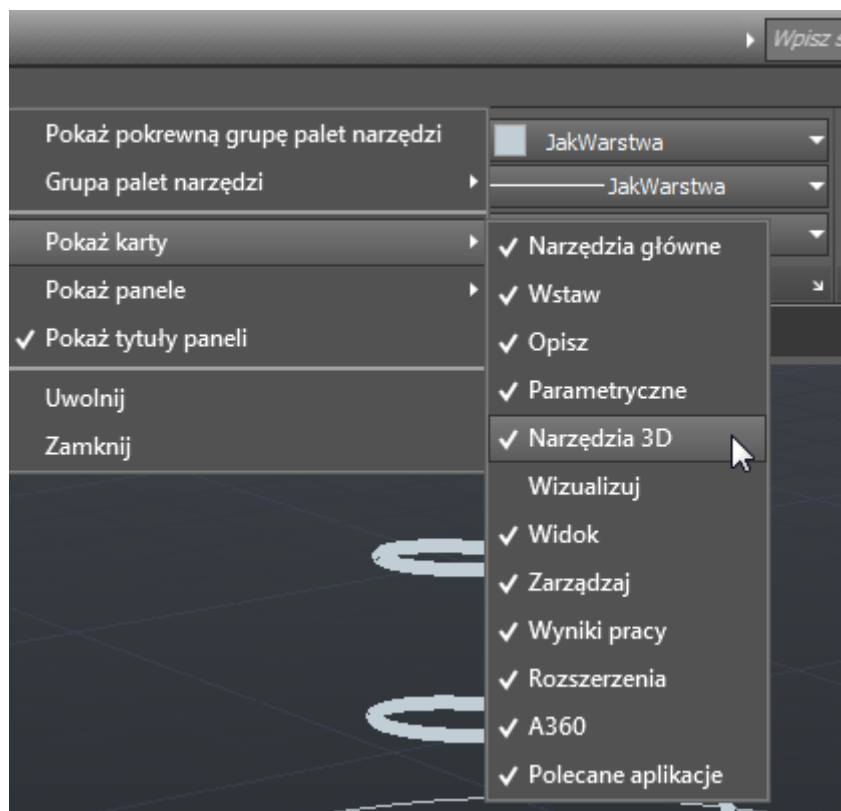 Wpisz
Pokaż pokrewną grupę palet narzędzi
Grupa palet narzędzi
Pokaż karty
Pokaż panele
Pokaż tytuły paneli
Uwolnij
Zamknij
JakWarstwa
JakWarstwa
Narzędzia główne
Wstaw
Opisz
Parametryczne
Narzędzia 3D
Wizualizuj
Widok
Zarządzaj
Wyniki pracy
Rozszerzenia
A360
Polecane aplikacje